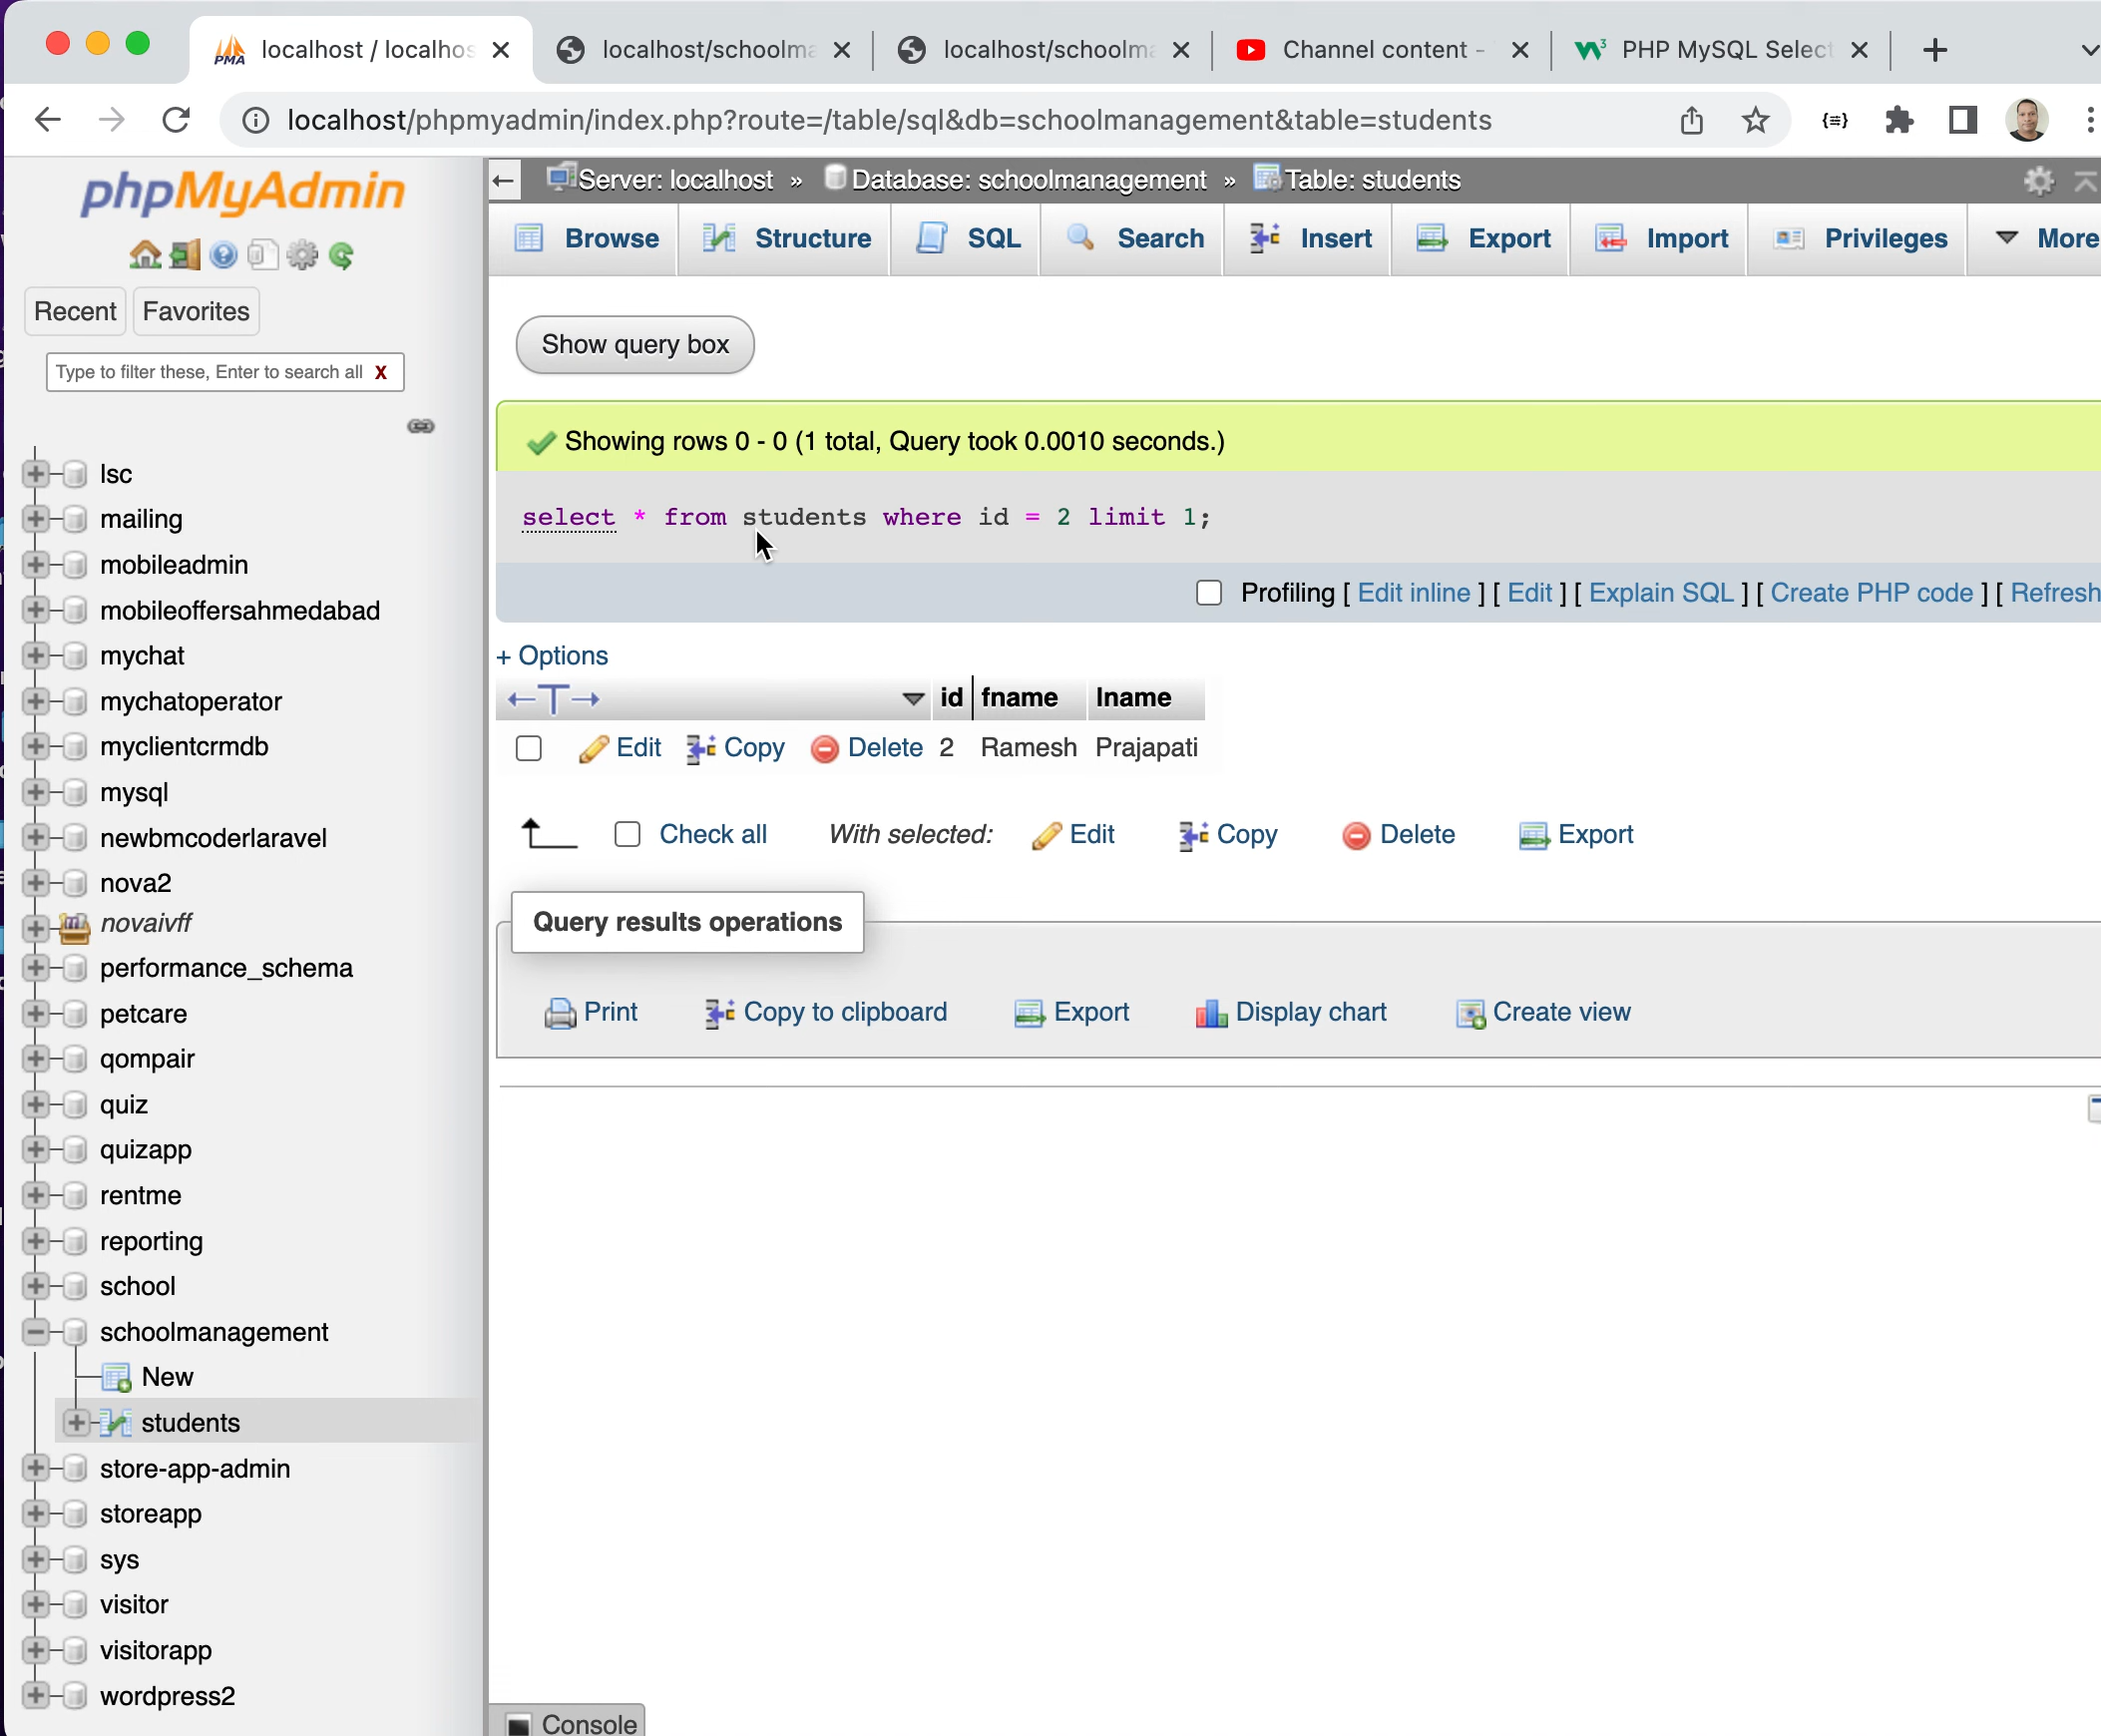 localhost / localhos
localhost/schoolma
localhost/schoolma
Channel content -
PHP MySQL Select
localhost/phpmyadmin/index.php?route=/table/sql&db=schoolmanagement&table=students
phpMyAdmin
Recent
Favorites
Type to filter these, Enter to search all X
lsc
mailing
mobileadmin
mobileoffersahmedabad
mychat
mychatoperator
myclientcrmdb
mysql
newbmcoderlaravel
nova2
novaivff
performance_schema
petcare
qompair
quiz
quizapp
rentme
reporting
school
schoolmanagement
New
students
store-app-admin
storeapp
sys
visitor
visitorapp
wordpress2
Server: localhost » Database: schoolmanagement » Table: students
Browse Structure SQL Search Insert Export Import Privileges More
Show query box
Showing rows 0 - 0 (1 total, Query took 0.0010 seconds.)
select * from students where id = 2 limit 1;
Profiling [ Edit inline ] [ Edit ] [ Explain SQL ] [ Create PHP code ] [ Refresh
+ Options
id fname lname
Edit Copy Delete 2 Ramesh Prajapati
Check all With selected: Edit Copy Delete Export
Query results operations
Print Copy to clipboard Export Display chart Create view
Console